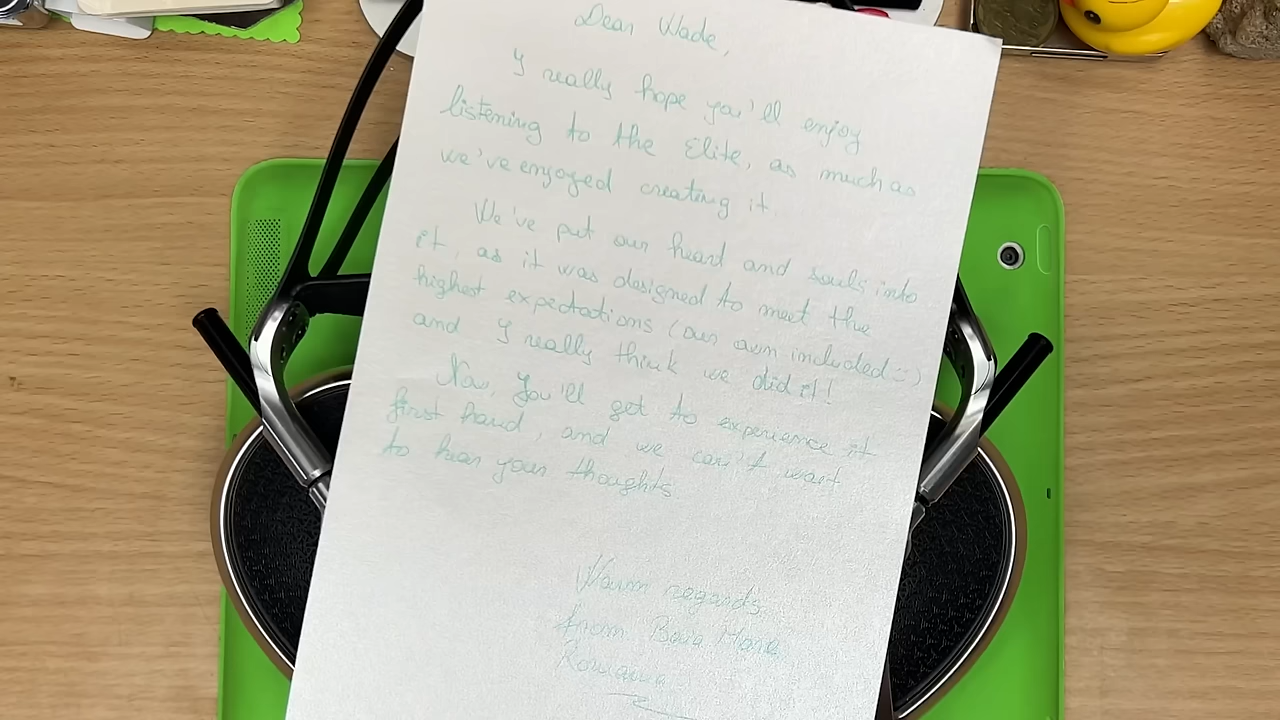 Dear Wade,
I really hope you'll enjoy
listening to the Elite, as much as
we've enjoyed creating it.
We've put our heart and souls into
it, as it was designed to meet the
highest expectations (our own included :))
and I really think we did it!
Now, you'll get to experience it
first hand, and we can't wait
to hear your thoughts
Warm regards
from Baia Mare
Romania